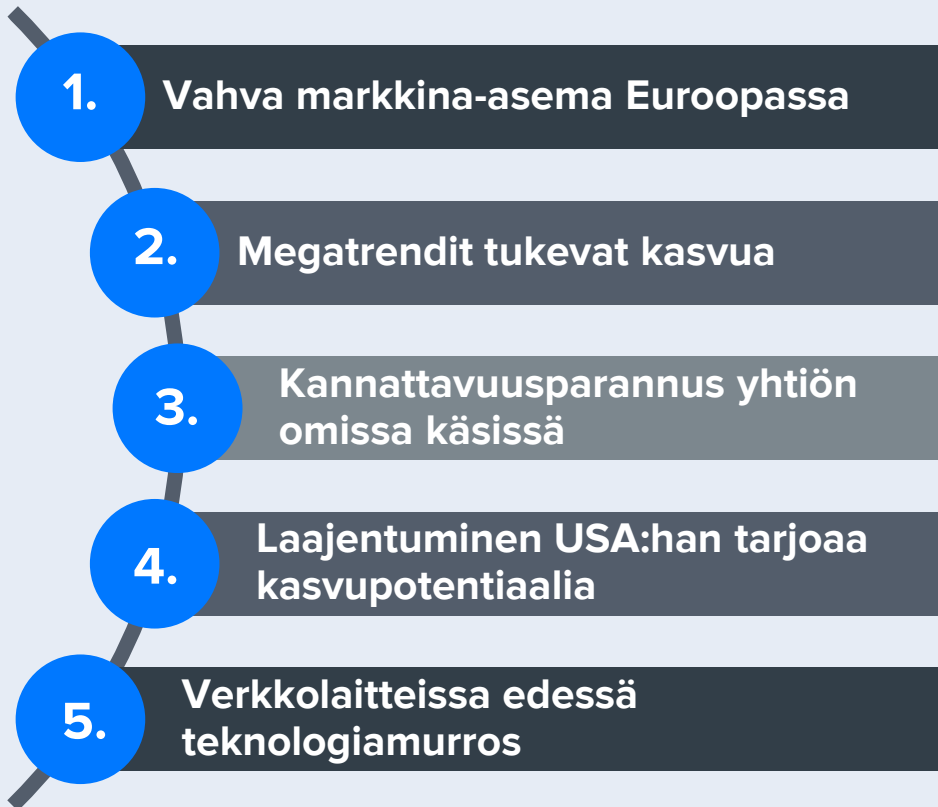 1.
Vahva markkina-asema Euroopassa
2.
Megatrendit tukevat kasvua
3.
Kannattavuusparannus yhtiön
omissa käsissä
4.
Laajentuminen USA:han tarjoaa
kasvupotentiaalia
5.
Verkkolaitteissa edessä
teknologiamurros